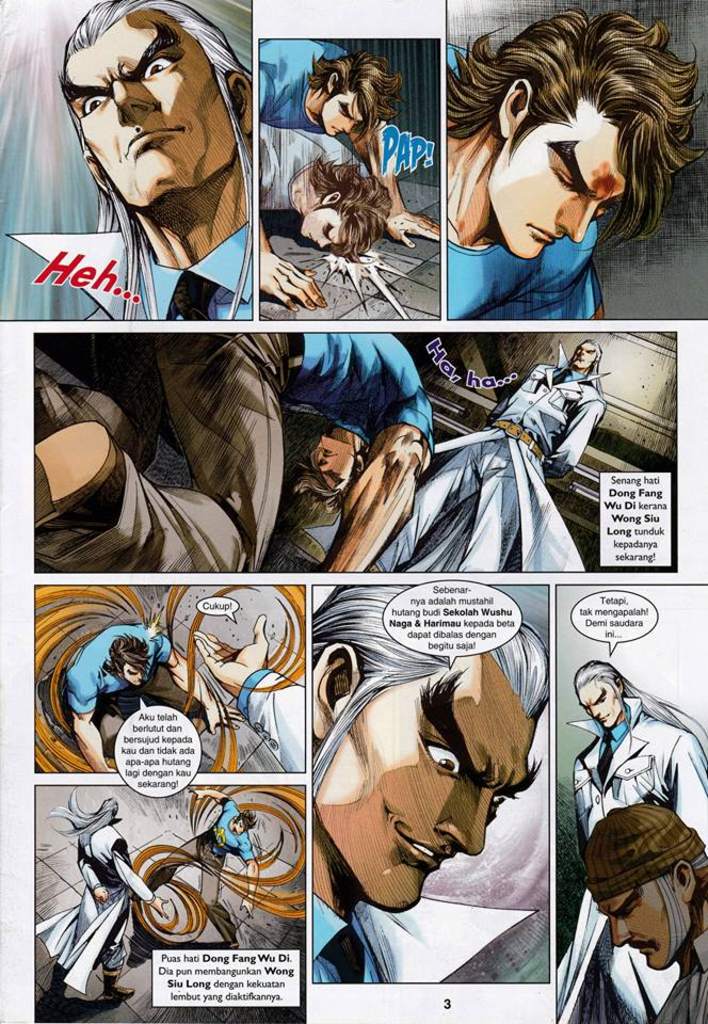 Heh...
PAP!
Ha, ha...
Senang hati
Dong Fang
Wu Di kerana
Wong Siu
Long tunduk
kepadanya
sekarang!
Cukup!
Aku telah
berlutut dan
bersujud kepada
kau dan tidak ada
apa-apa hutang
lagi dengan kau
sekarang!
Puas hati Dong Fang Wu Di.
Dia pun membangunkan Wong
Siu Long dengan kekuatan
lembut yang diaktifkannya.
Sebenar-
nya adalah mustahil
hutang budi Sekolah Wushu
Naga & Harimau kepada beta
dapat dibalas dengan
begitu saja!
Tetapi,
tak mengapalah!
Demi saudara
ini...
3